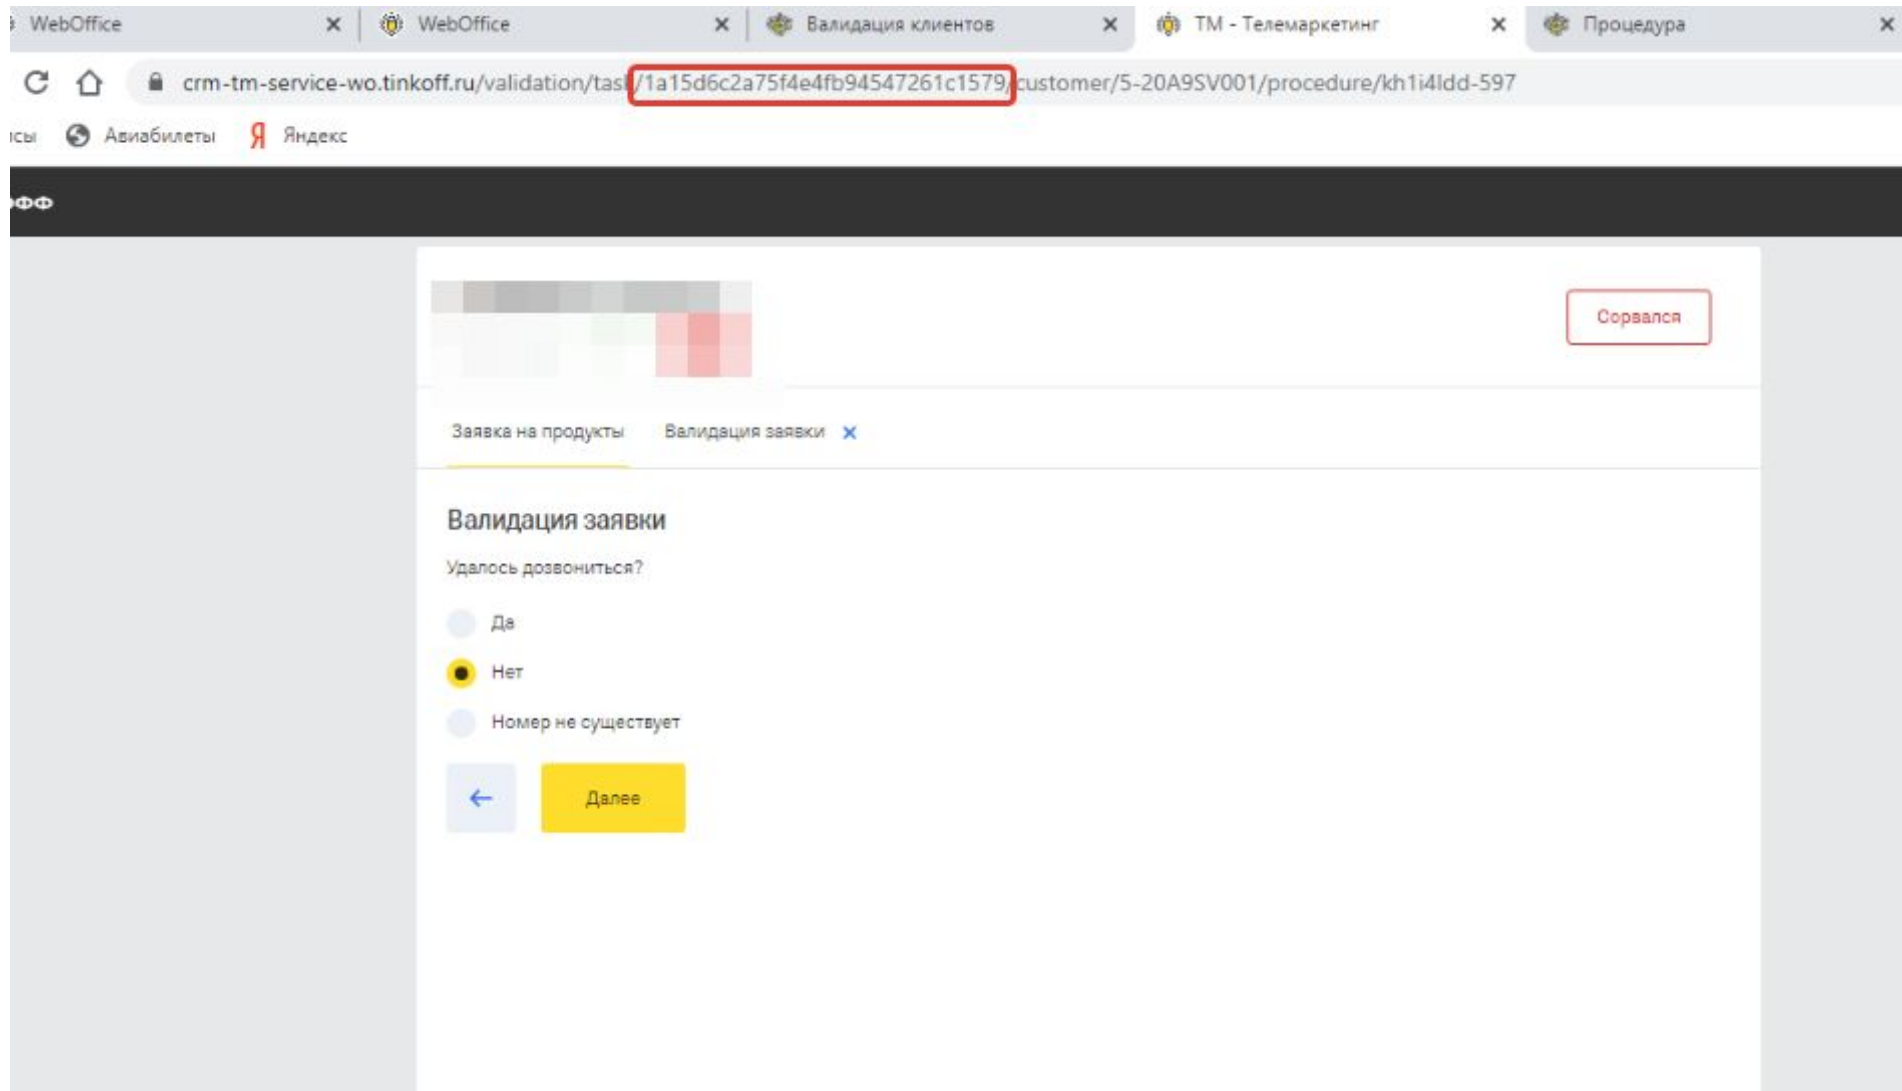 WebOffice WebOffice Валидация клиентов ТМ - Телемаркетинг Процедура
crm-tm-service-wo.tinkoff.ru/validation/task/1a15d6c2a75f4e4fb94547261c1579/customer/5-20A9SV001/procedure/kh1i4ldd-597
Авиабилеты Я Яндекс
Сорвался
Заявка на продукты Валидация заявки
Валидация заявки
Удалось дозвониться?
Да
Нет
Номер не существует
Далее